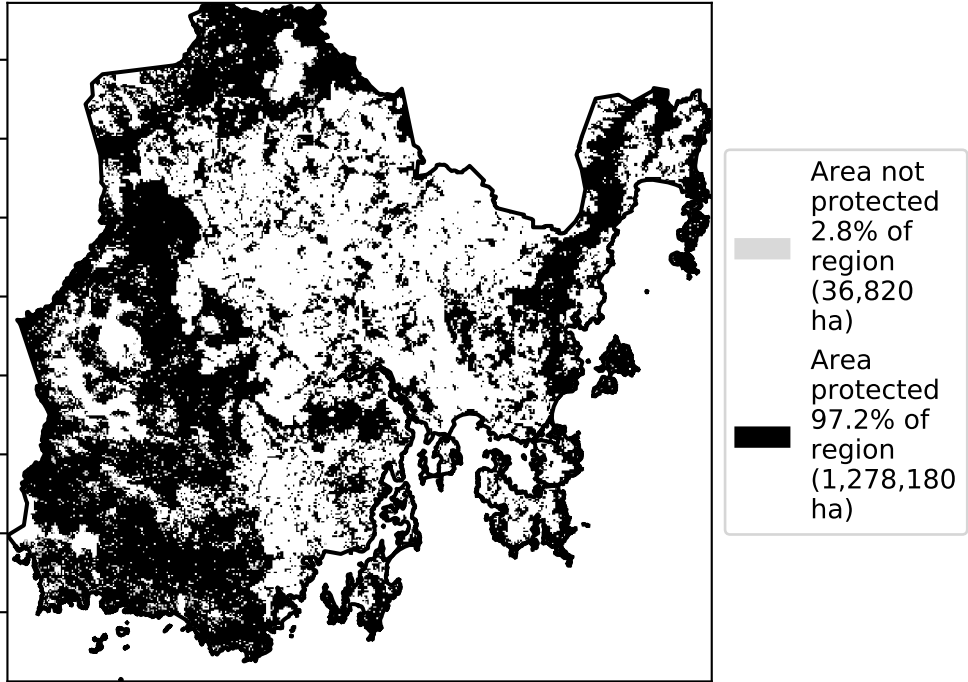 Area not
protected
2.8% of
region
(36,820
ha)
Area
protected
97.2% of
region
(1,278,180
ha)